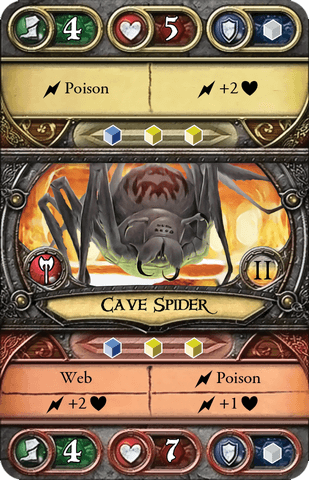 4 5
Poison +2
II
CAVE SPIDER
Web Poison
+2 +1
4 7